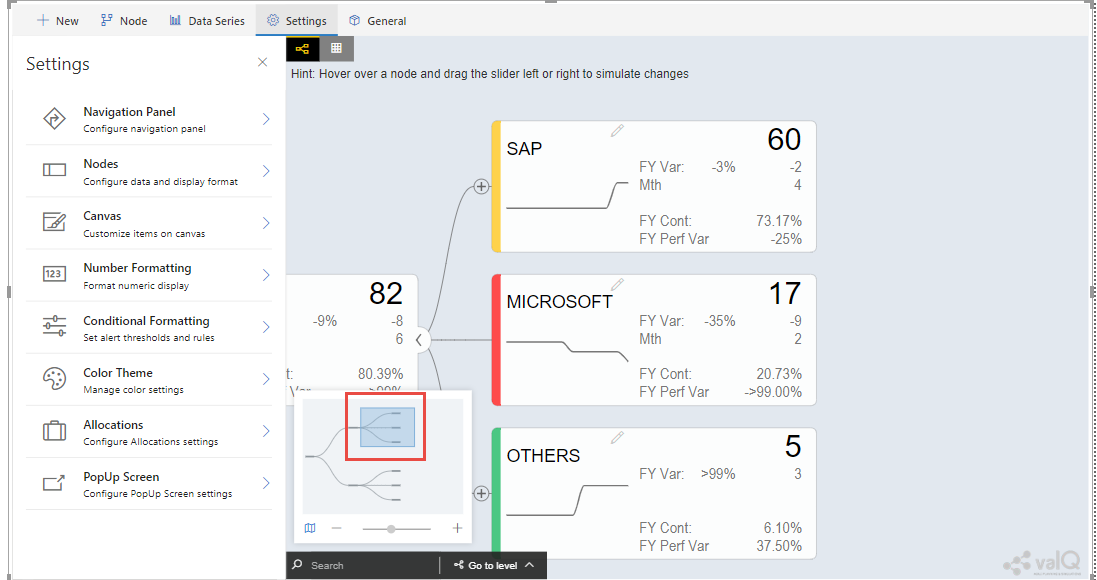 New
Node
Data Series
Settings
General
Settings
Navigation Panel
Configure navigation panel
Nodes
Configure data and display format
Canvas
Customize items on canvas
123
Number Formatting
Format numeric display
Conditional Formatting
Set alert thresholds and rules
Color Theme
Manage color settings
Allocations
Configure Allocations settings
PopUp Screen
Configure PopUp Screen settings
Hint: Hover over a node and drag the slider left or right to simulate changes
82
-9% -8
6
t: 80.39%
Var >99%
SAP 60
FY Var: -3% -2
Mth 4
FY Cont: 73.17%
FY Perf Var -25%
MICROSOFT 17
FY Var: -35% -9
Mth 2
FY Cont: 20.73%
FY Perf Var ->99.00%
OTHERS 5
FY Var: >99% 3
FY Cont: 6.10%
FY Perf Var 37.50%
Search
Go to level
valQ